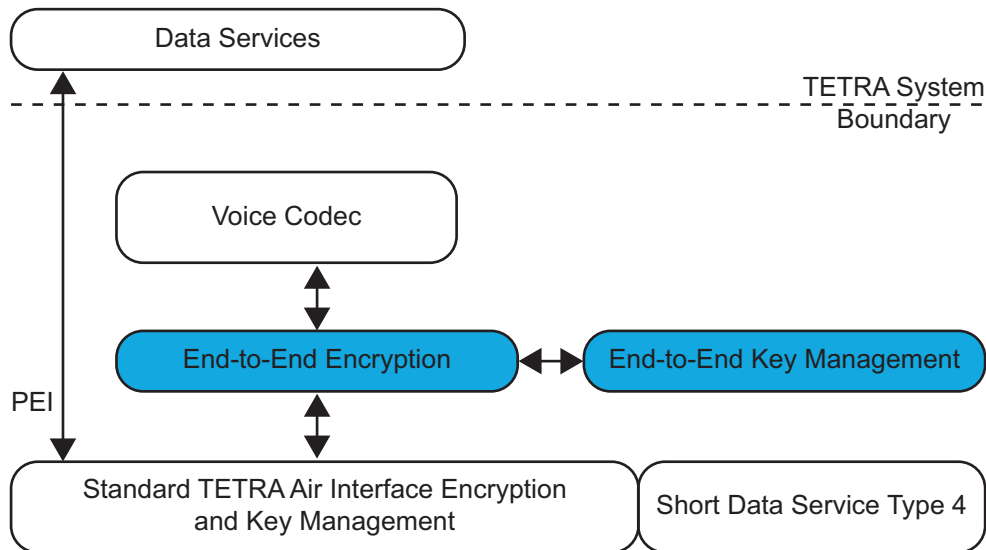 Data Services
TETRA System
Boundary
Voice Codec
End-to-End Encryption
End-to-End Key Management
PEI
Standard TETRA Air Interface Encryption
and Key Management
Short Data Service Type 4